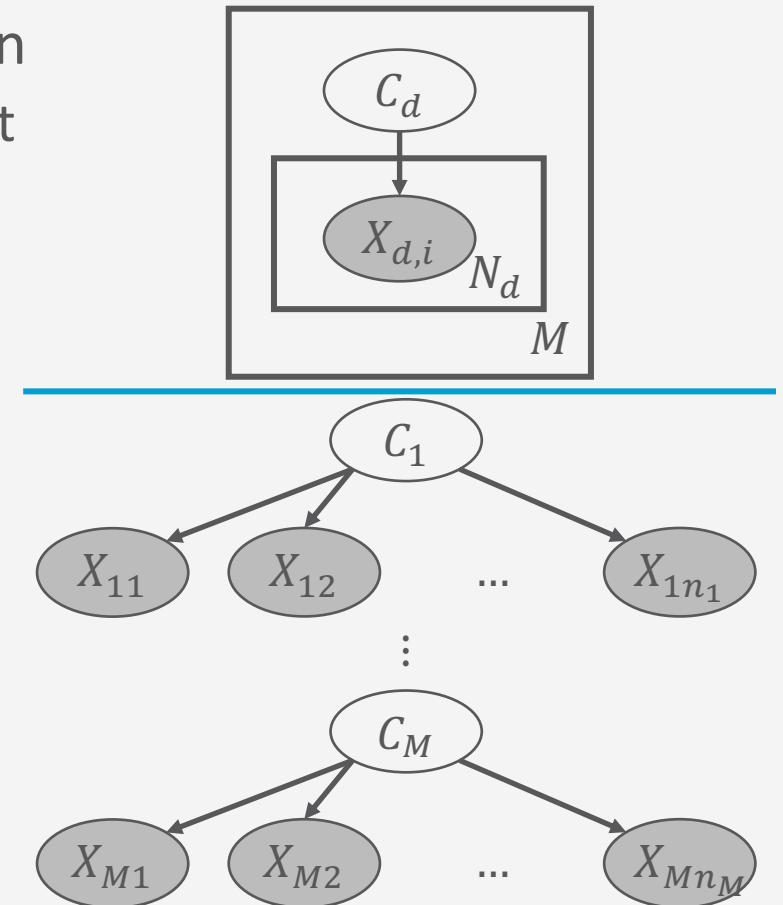 n
t
C_d
X_{d,i}
N_d
M
C_1
X_{11} X_{12} ... X_{1n_1}
⋮
C_M
X_{M1} X_{M2} ... X_{Mn_M}